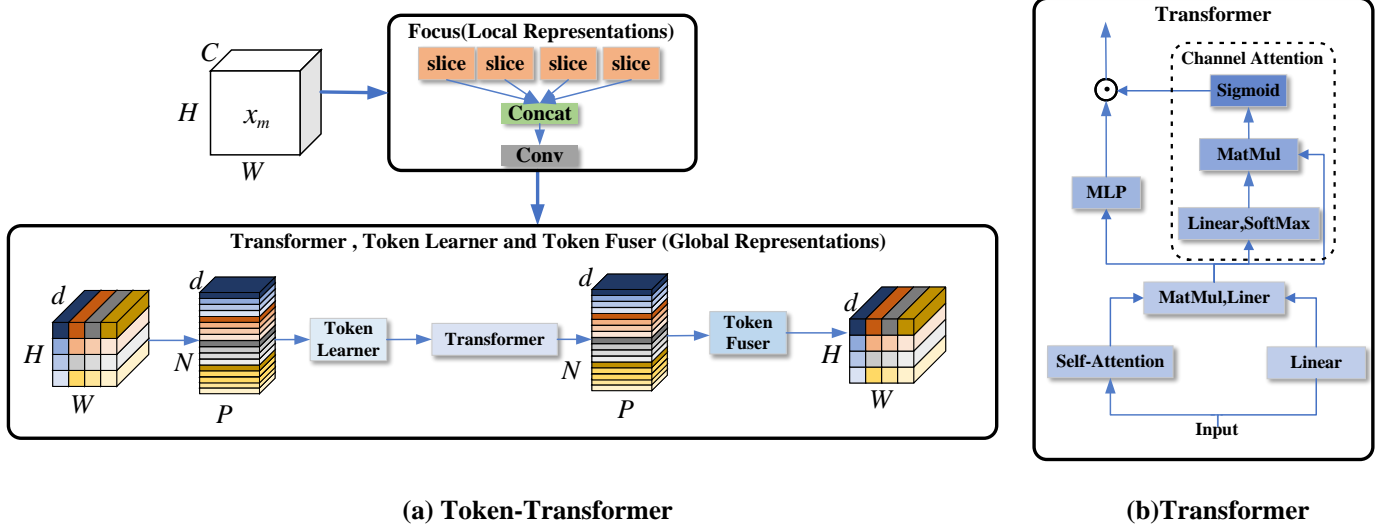 Focus(Local Representations)
slice slice slice slice
Concat
Conv
C
H
x_m
W
Transformer , Token Learner and Token Fuser (Global Representations)
d
H
W
d
N
P
Token
Learner
Transformer
d
N
P
Token
Fuser
d
H
W
(a) Token-Transformer
Transformer
Channel Attention
Sigmoid
MatMul
MLP
Linear,SoftMax
MatMul,Liner
Self-Attention
Linear
Input
(b)Transformer